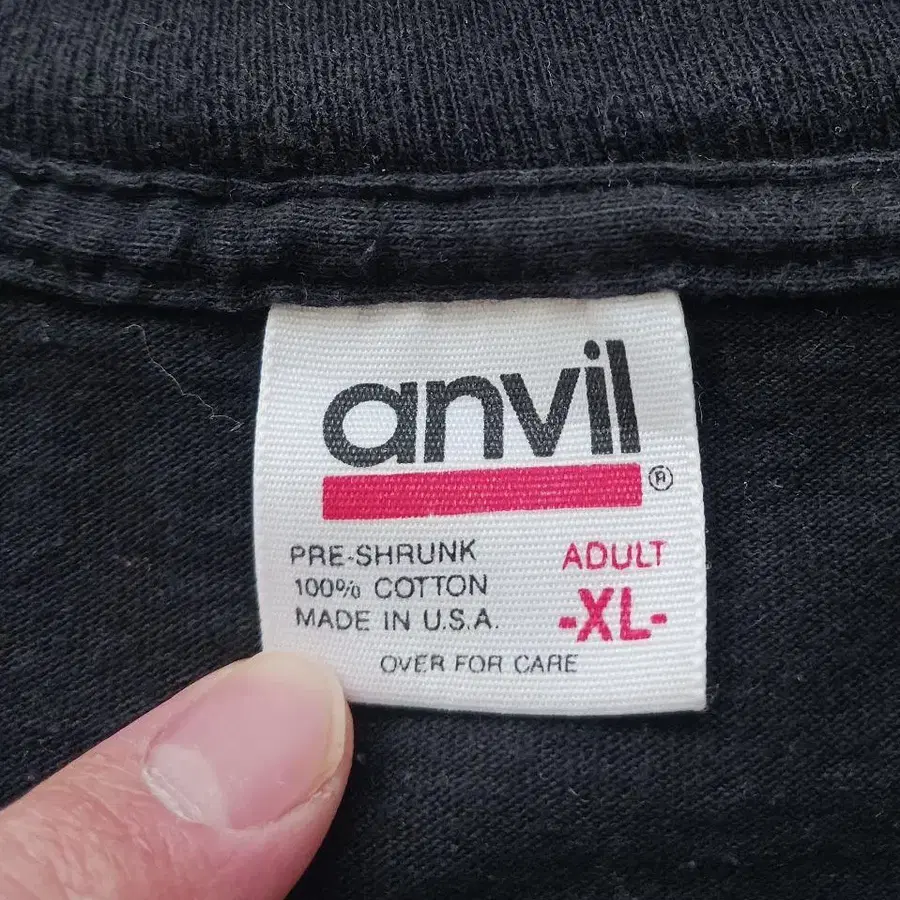 anvil
®
PRE-SHRUNK
100% COTTON
MADE IN U.S.A.
ADULT
-XL-
OVER FOR CARE